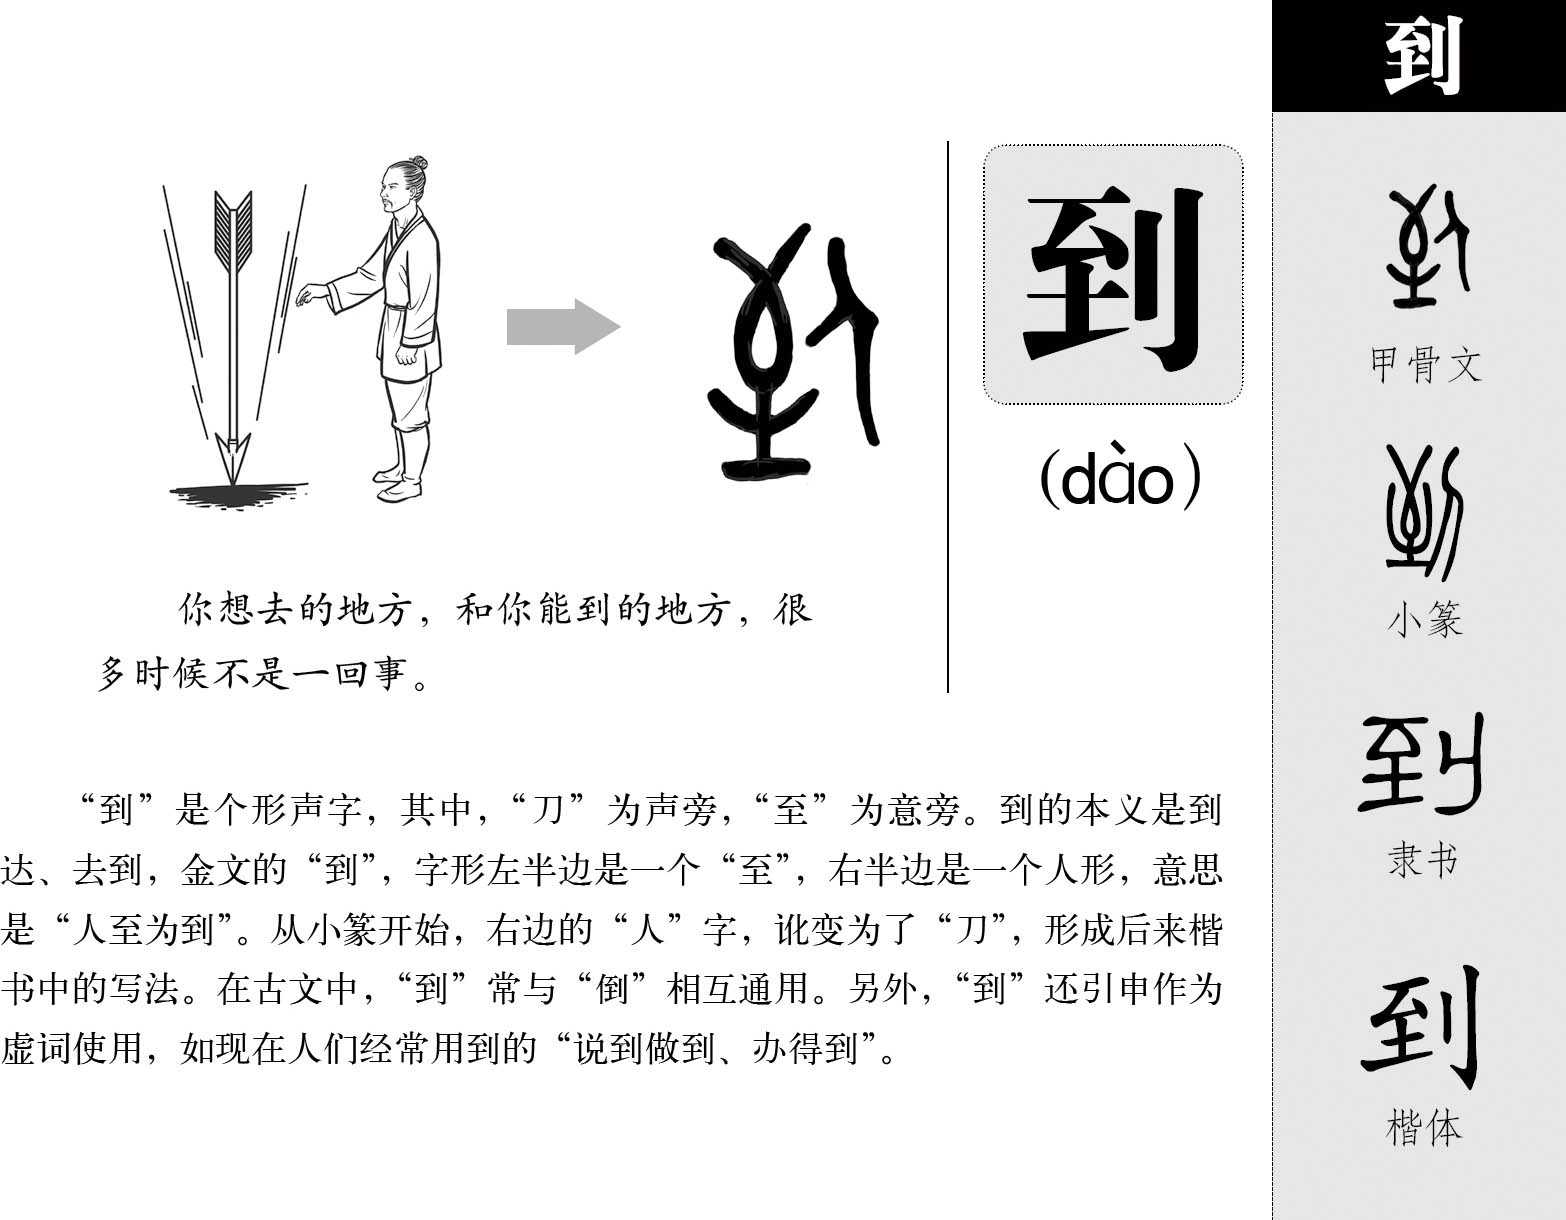 到
到
(dào)
你想去的地方，和你能到的地方，很
多时候不是一回事。
“到”是个形声字，其中，“刀”为声旁，“至”为意旁。到的本义是到
达、去到，金文的“到”，字形左半边是一个“至”，右半边是一个人形，意思
是“人至为到”。从小篆开始，右边的“人”字，讹变为了“刀”，形成后来楷
书中的写法。在古文中，“到”常与“倒”相互通用。另外，“到”还引申作为
虚词使用，如现在人们经常用到的“说到做到、办得到”。
甲骨文
小篆
到
隶书
到
楷体